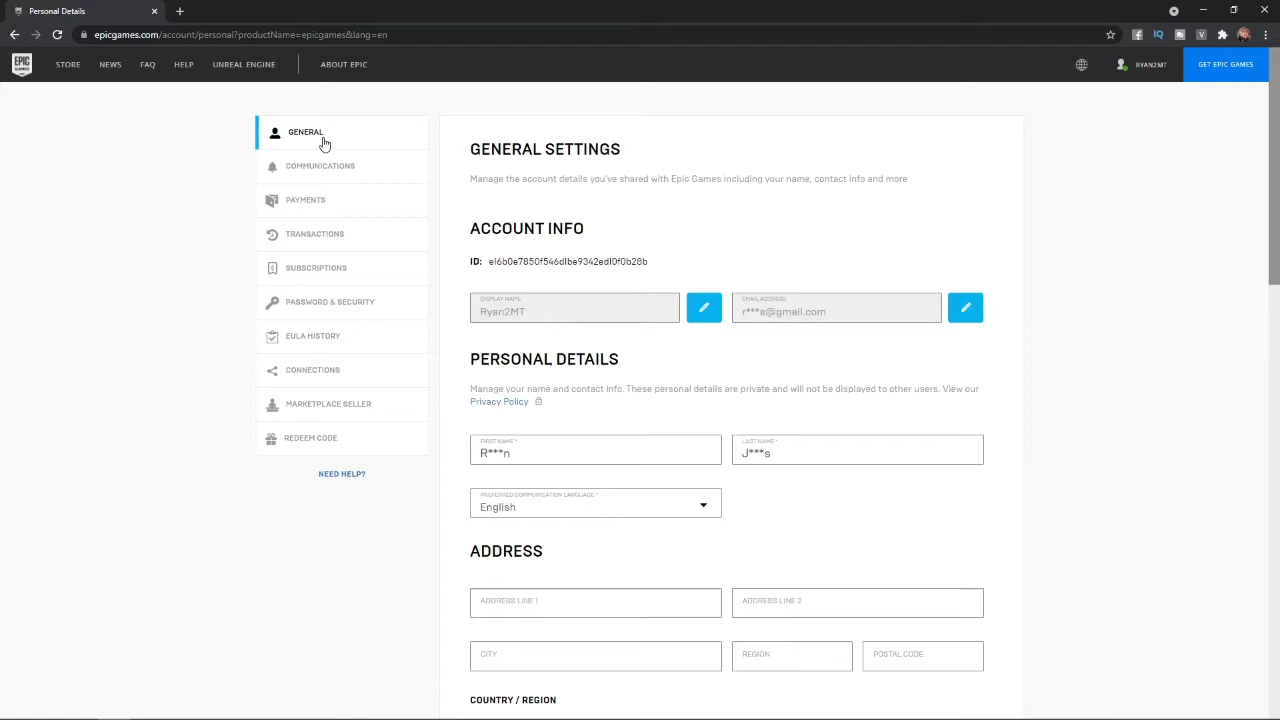 Personal Details
epicgames.com/account/personal?productName=epicgames&lang=en
EPIC GAMES
STORE NEWS FAQ HELP UNREAL ENGINE ABOUT EPIC RYAN2MT GET EPIC GAMES
GENERAL
COMMUNICATIONS
PAYMENTS
TRANSACTIONS
SUBSCRIPTIONS
PASSWORD & SECURITY
EULA HISTORY
CONNECTIONS
MARKETPLACE SELLER
REDEEM CODE
NEED HELP?
GENERAL SETTINGS
Manage the account details you've shared with Epic Games including your name, contact info and more
ACCOUNT INFO
ID: e16b0e7850f546d1be9342ed10f0b28b
DISPLAY NAME
Ryan2MT
EMAIL ADDRESS
r***s@gmail.com
PERSONAL DETAILS
Manage your name and contact info. These personal details are private and will not be displayed to other users. View our
Privacy Policy
FIRST NAME *
R***n
LAST NAME *
J***s
PREFERRED COMMUNICATION LANGUAGE *
English
ADDRESS
ADDRESS LINE 1
ADDRESS LINE 2
CITY
REGION
POSTAL CODE
COUNTRY / REGION